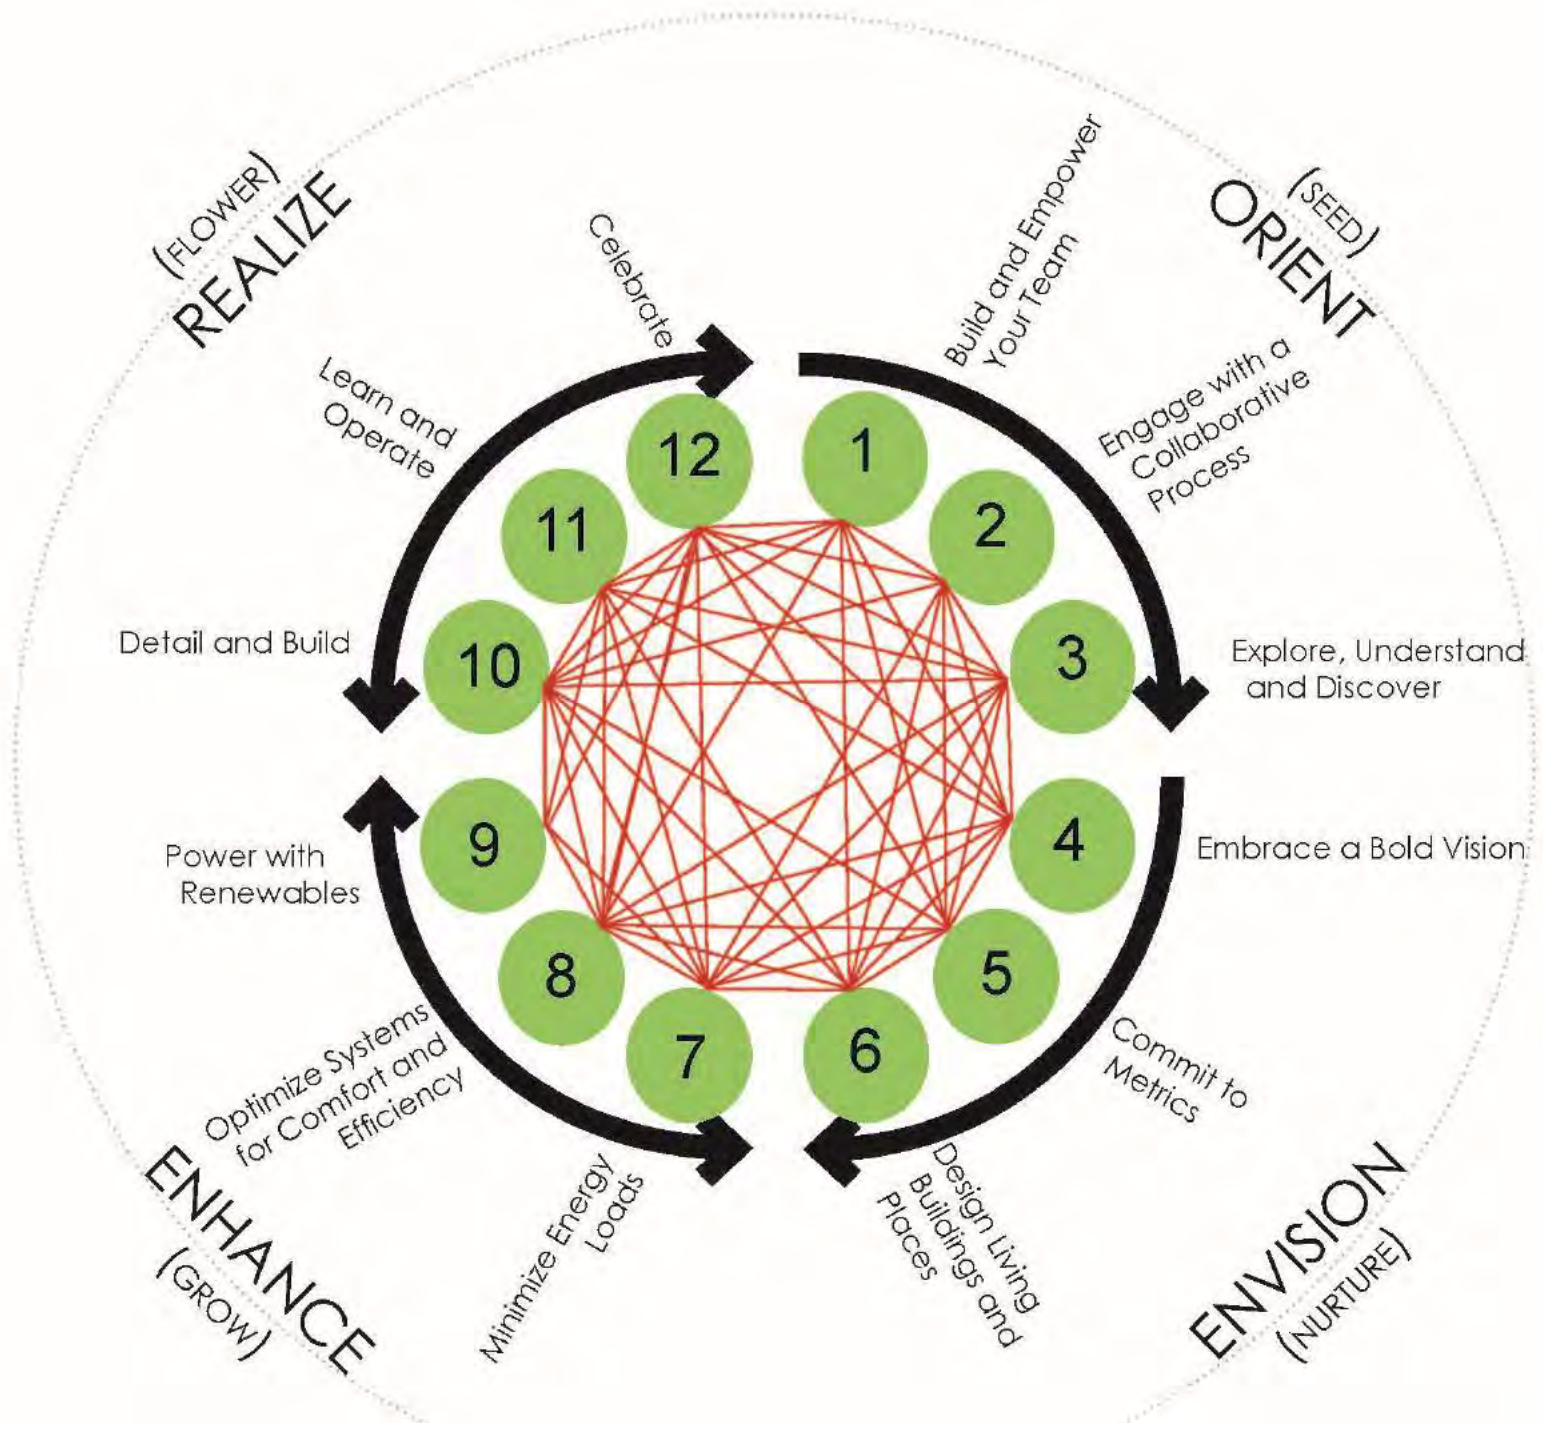 (SEED)
ORIENT
1
Build and Empower
Your Team
2
Engage with a
Collaborative
Process
3
Explore, Understand
and Discover
ENVISION
(NURTURE)
4
Embrace a Bold Vision
5
Commit to
Metrics
6
Design Living
Buildings and
Places
ENHANCE
(GROW)
7
Minimize Energy
Loads
8
Optimize Systems
for Comfort and
Efficiency
9
Power with
Renewables
(FLOWER)
REALIZE
10
Detail and Build
11
Learn and
Operate
12
Celebrate